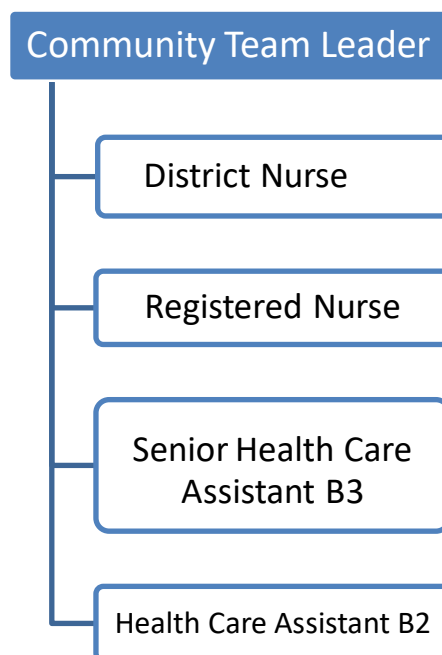 Community Team Leader
District Nurse
Registered Nurse
Senior Health Care
Assistant B3
Health Care Assistant B2